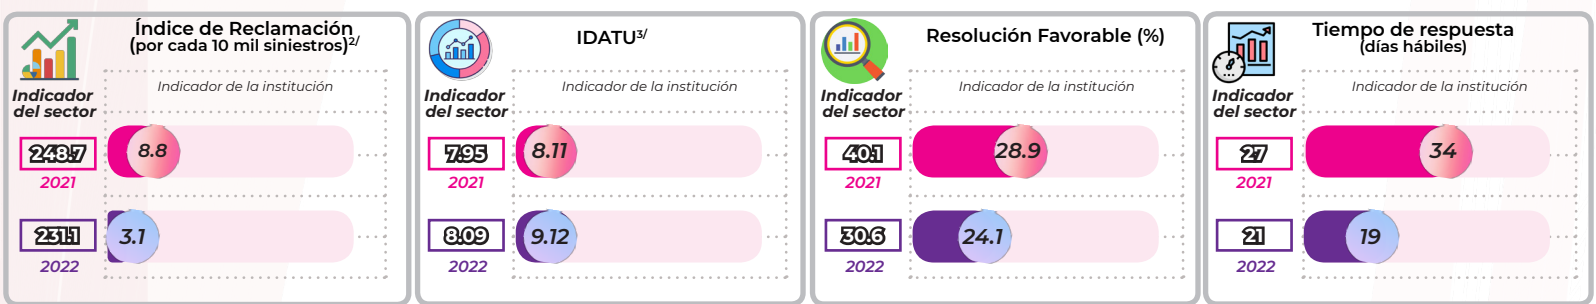 Índice de Reclamación
(por cada 10 mil siniestros)2/
Indicador de la institución
Indicador
del sector
248.7
8.8
2021
231.1
3.1
2022
IDATU3/
Indicador de la institución
Indicador
del sector
7.95
8.11
2021
8.09
9.12
2022
Resolución Favorable (%)
Indicador de la institución
Indicador
del sector
40.1
28.9
2021
30.6
24.1
2022
Tiempo de respuesta
(días hábiles)
Indicador de la institución
Indicador
del sector
27
34
2021
21
19
2022